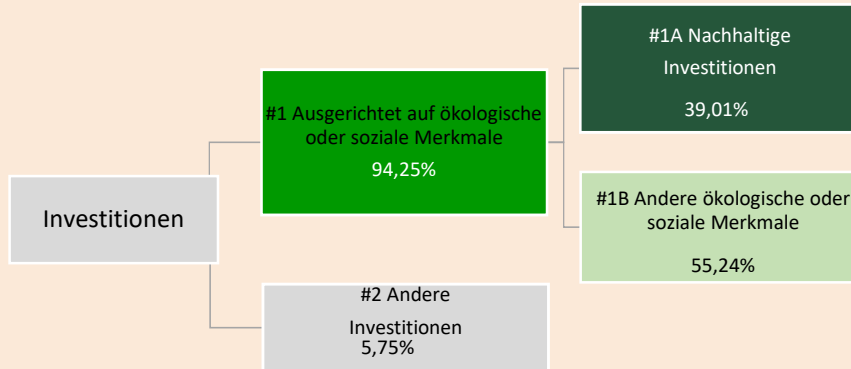 Investitionen
#1 Ausgerichtet auf ökologische
oder soziale Merkmale
94,25%
#2 Andere
Investitionen
5,75%
#1A Nachhaltige
Investitionen
39,01%
#1B Andere ökologische oder
soziale Merkmale
55,24%